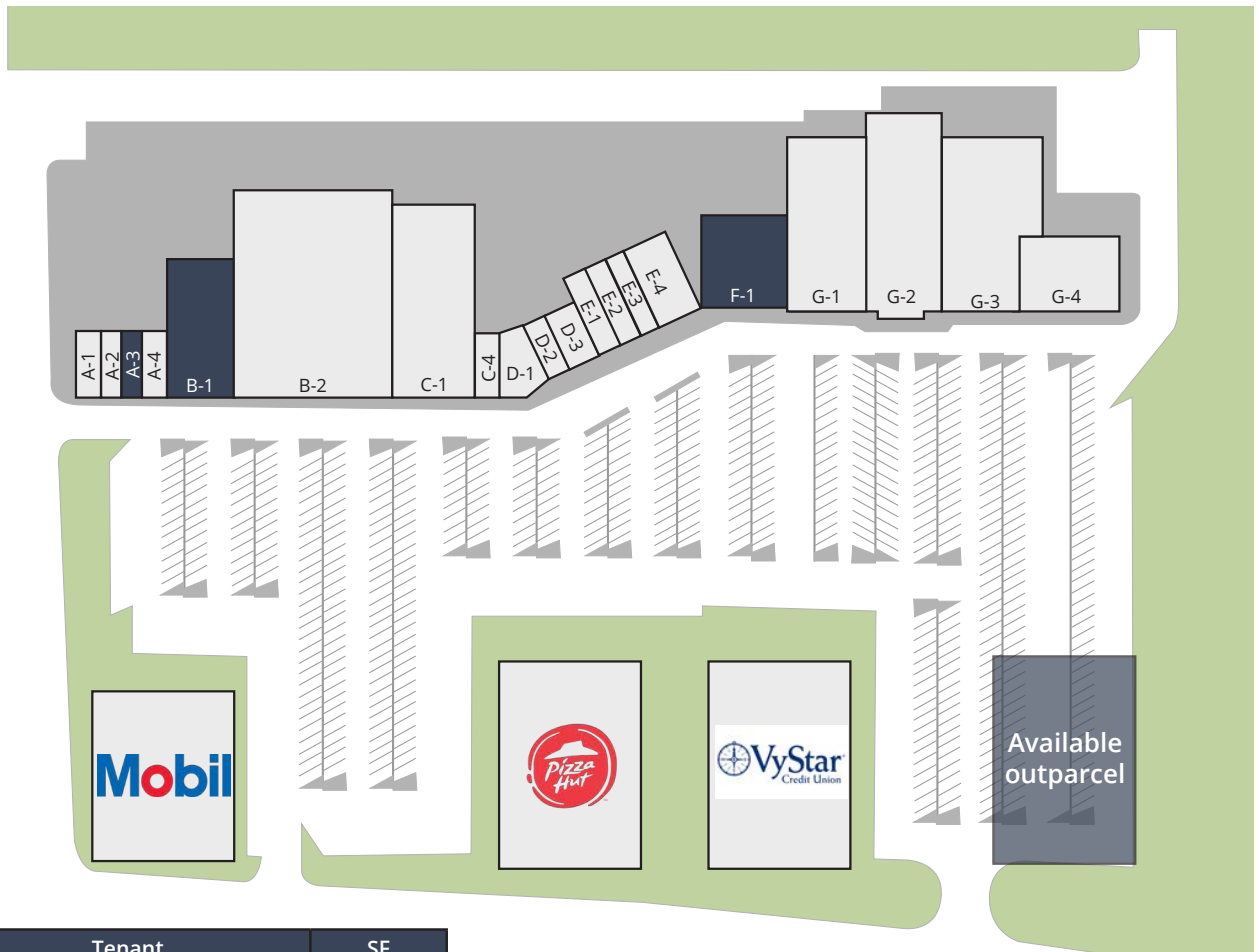 A-1
A-2
A-3
A-4
B-1
B-2
C-1
C-4
D-1
D-2
D-3
E-1
E-2
E-3
E-4
F-1
G-1
G-2
G-3
G-4
Mobil
Pizza
Hut
VyStar
Credit Union
Available
outparcel
Tenant SF